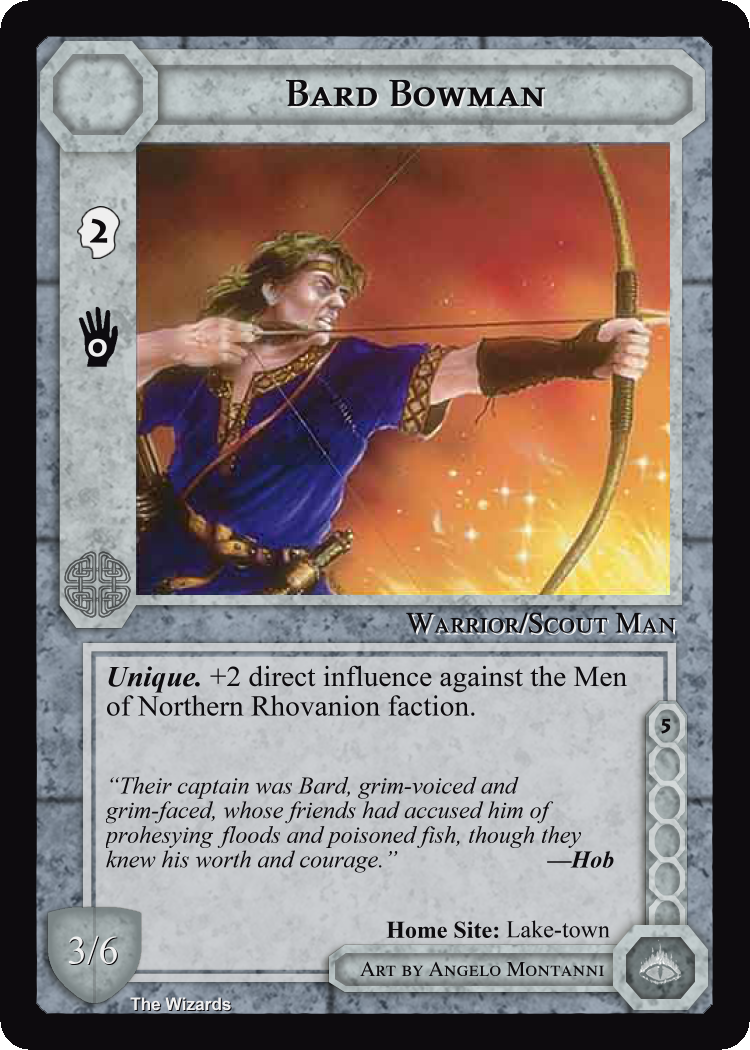 Bard Bowman
2
0
Warrior/Scout Man
Unique. +2 direct influence against the Men
of Northern Rhovanion faction.
5
“Their captain was Bard, grim-voiced and
grim-faced, whose friends had accused him of
prohesying floods and poisoned fish, though they
knew his worth and courage.” —Hob
Home Site: Lake-town
3/6
Art by Angelo Montanni
The Wizards